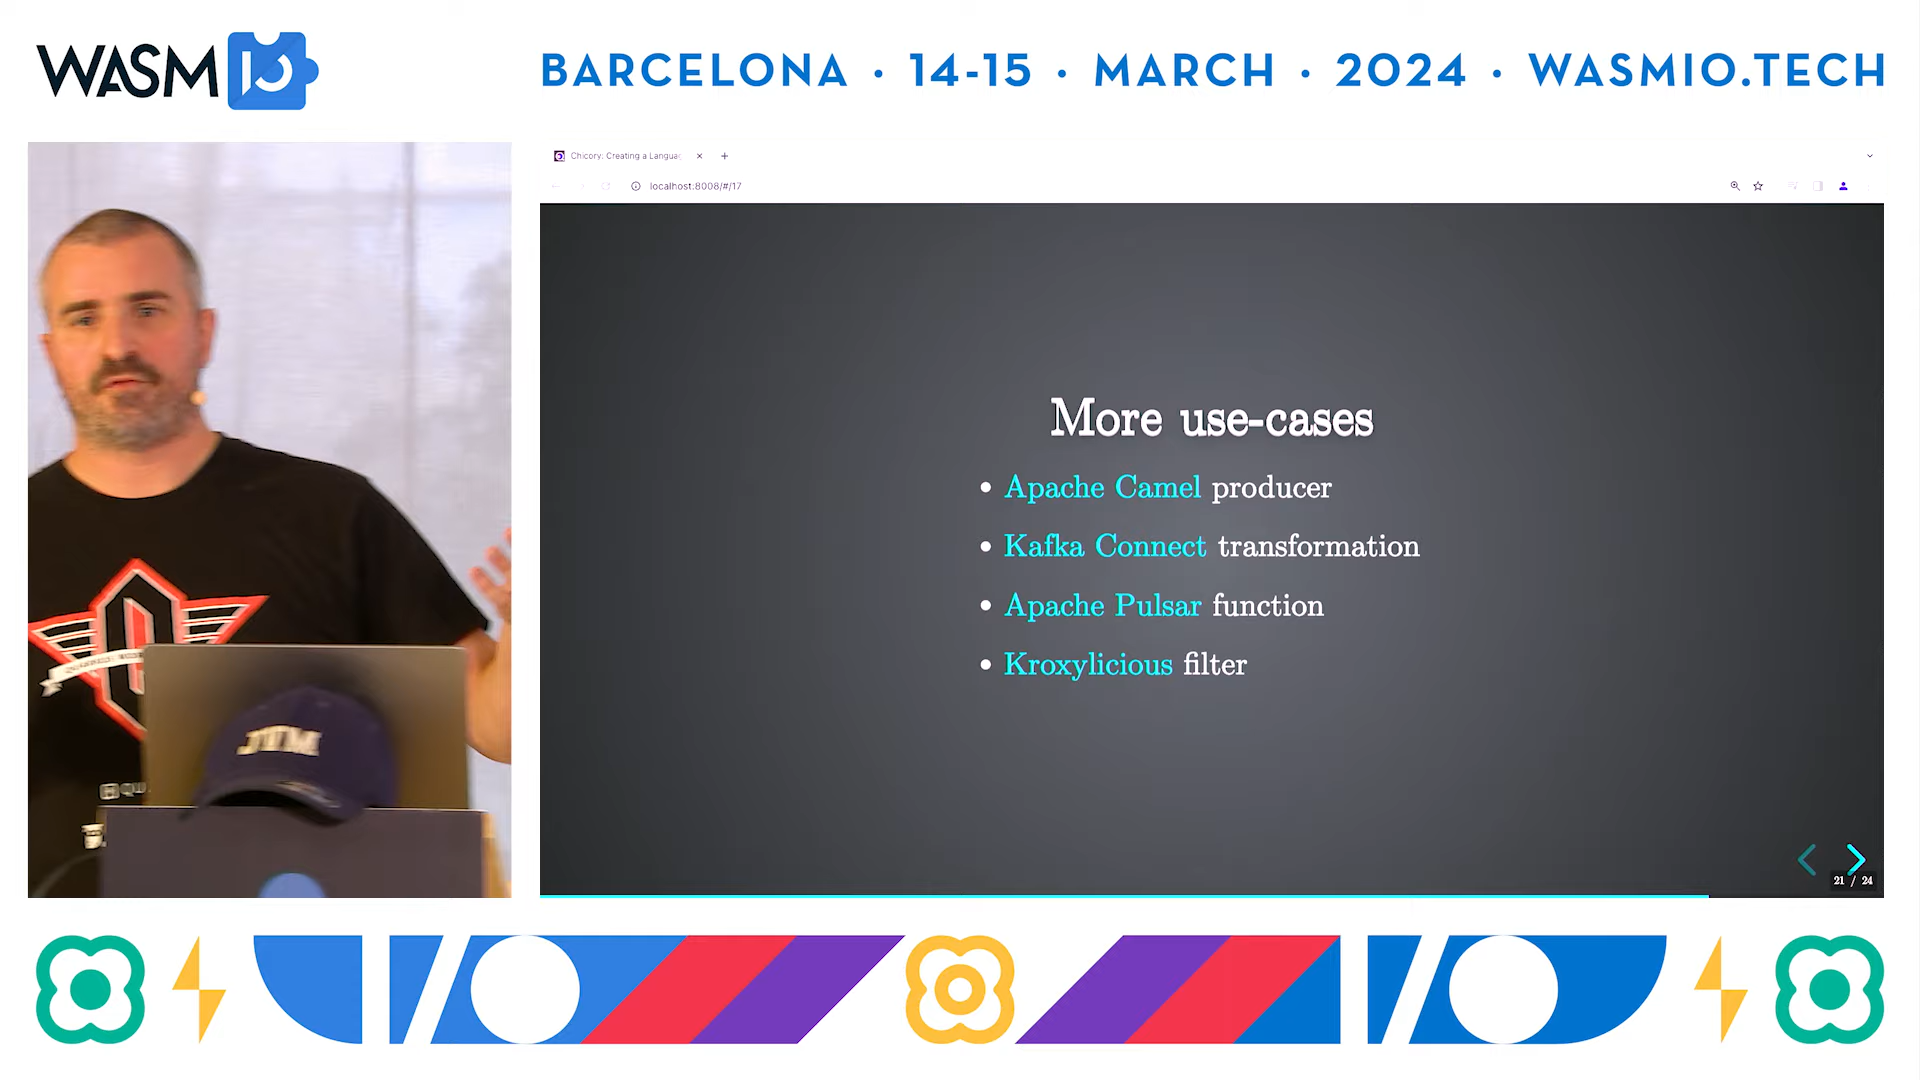 WASM IO
BARCELONA · 14-15 · MARCH · 2024 · WASMIO.TECH
Chicory: Creating a Langua
localhost:8008/#/17
More use-cases
• Apache Camel producer
• Kafka Connect transformation
• Apache Pulsar function
• Kroxylicious filter
JVM
21 / 24